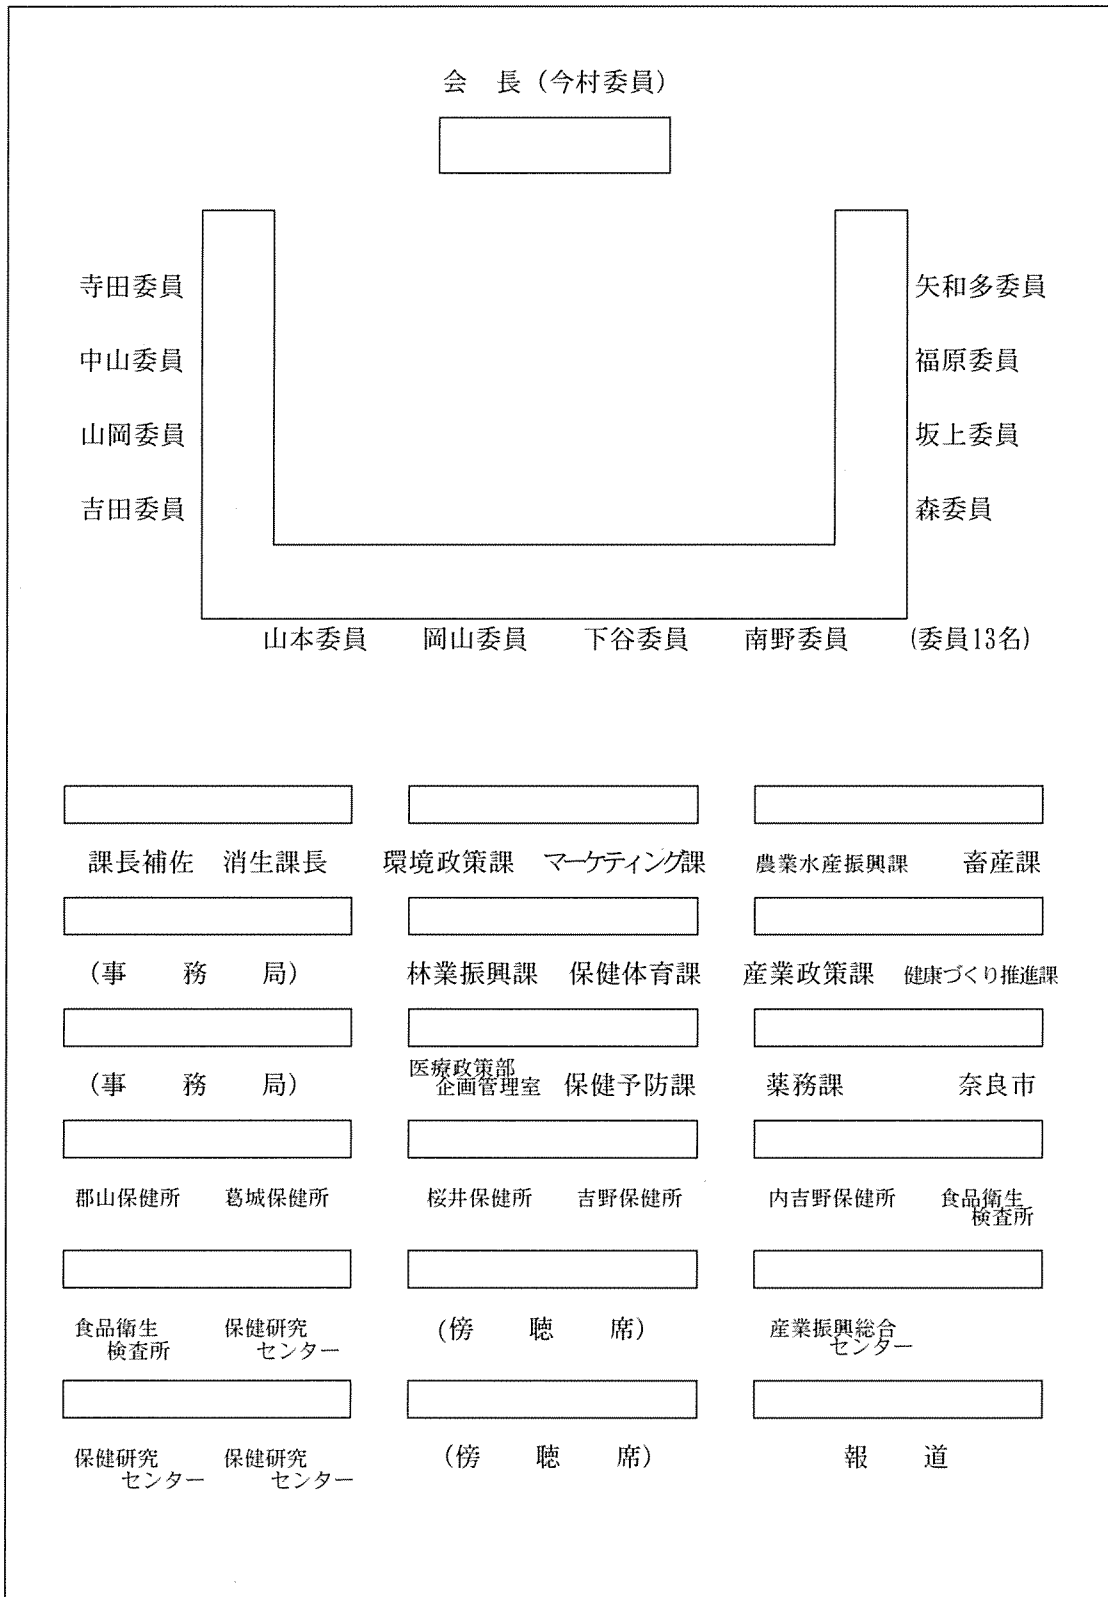 会　長（今村委員）
寺田委員　矢和多委員
中山委員　福原委員
山岡委員　坂上委員
吉田委員　森委員
山本委員　岡山委員　下谷委員　南野委員　(委員13名)
課長補佐　消生課長　環境政策課　マーケティング課　農業水産振興課　畜産課
(事　務　局)　林業振興課　保健体育課　産業政策課　健康づくり推進課
(事　務　局)　医療政策部　保健予防課　薬務課　奈良市
企画管理室
郡山保健所　葛城保健所　桜井保健所　吉野保健所　内吉野保健所　食品衛生
検査所
食品衛生　保健研究　(傍　聴　席)　産業振興総合
検査所　センター　センター
保健研究　保健研究　(傍　聴　席)　報　道
センター　センター